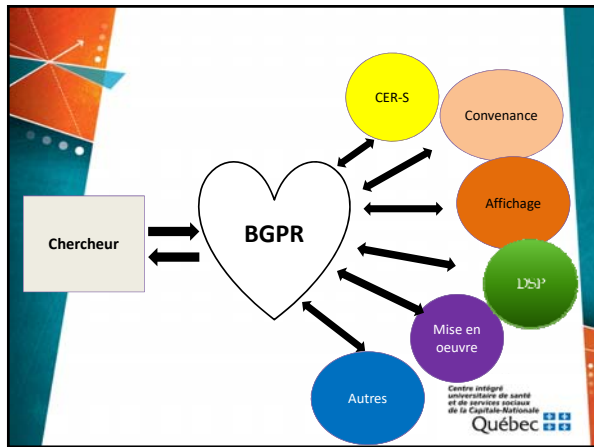 CER-S
Convenance
Chercheur
BGPR
Affichage
DSP
Mise en
oeuvre
Autres
Centre intégré
universitaire de santé
et de services sociaux
de la Capitale-Nationale
Québec